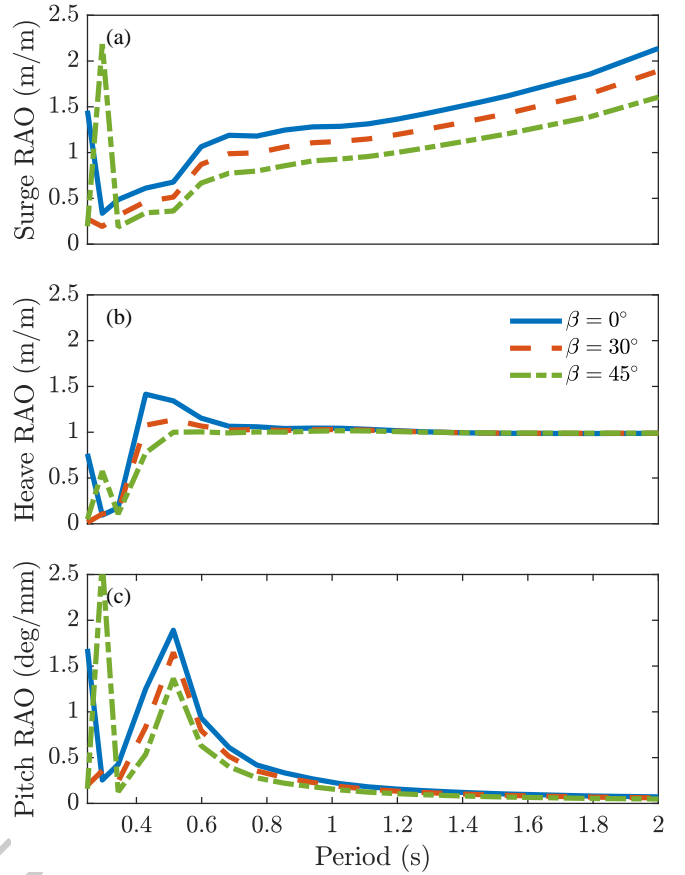 (a)
Surge RAO (m/m)
2.5
2
1.5
1
0.5
0
(b)
Heave RAO (m/m)
2.5
2
1.5
1
0.5
0
β = 0°
β = 30°
β = 45°
(c)
Pitch RAO (deg/mm)
2.5
2
1.5
1
0.5
0
0.4 0.6 0.8 1 1.2 1.4 1.6 1.8 2
Period (s)